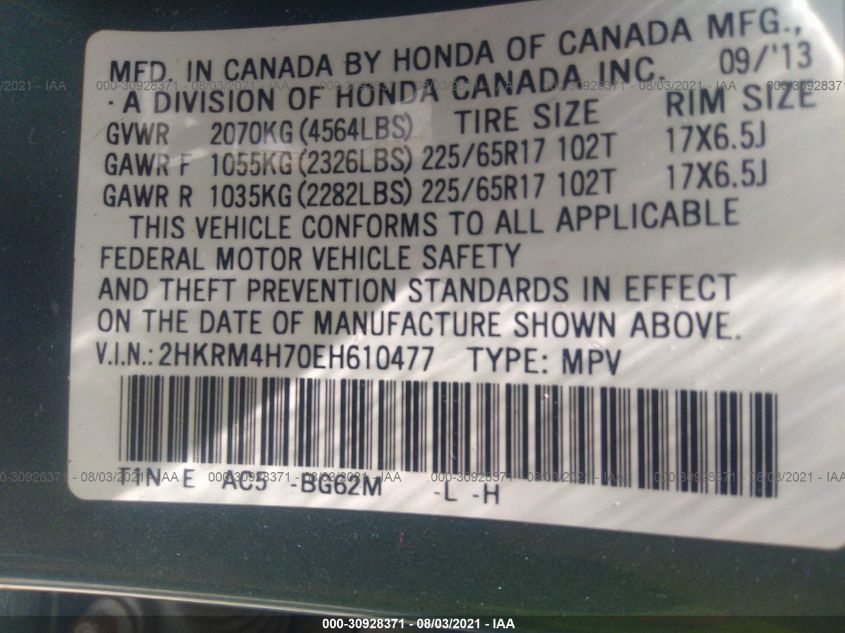 MFD. IN CANADA BY HONDA OF CANADA MFG.,
· A DIVISION OF HONDA CANADA INC. 09/'13
GVWR 2070KG (4564LBS) TIRE SIZE RIM SIZE
GAWR F 1055KG (2326LBS) 225/65R17 102T 17X6.5J
GAWR R 1035KG (2282LBS) 225/65R17 102T 17X6.5J
THIS VEHICLE CONFORMS TO ALL APPLICABLE
FEDERAL MOTOR VEHICLE SAFETY
AND THEFT PREVENTION STANDARDS IN EFFECT
ON THE DATE OF MANUFACTURE SHOWN ABOVE.
V.I.N.: 2HKRM4H70EH610477 TYPE: MPV
T1N E AC3 -BG62M -L -H
000-30928371 - 08/03/2021 - IAA